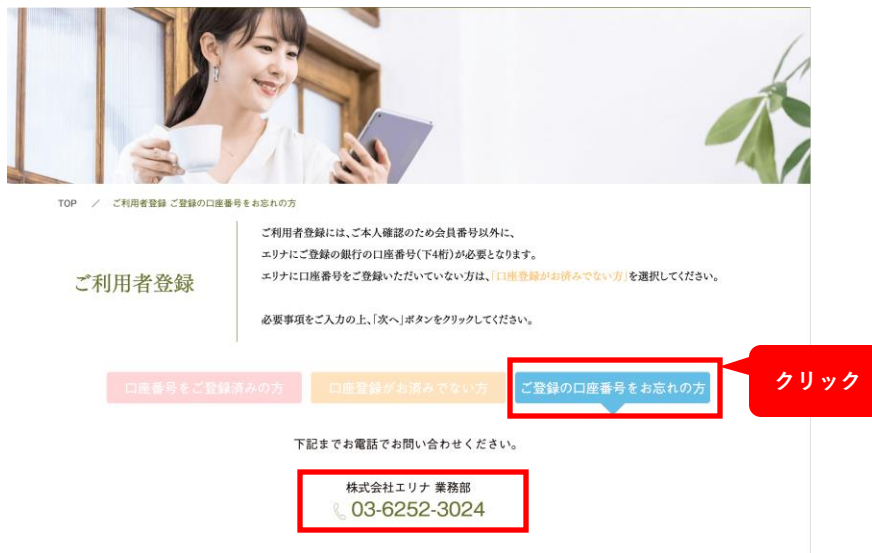 TOP ／ ご利用者登録 ご登録の口座番号をお忘れの方
ご利用者登録
ご利用者登録には、ご本人確認のため会員番号以外に、
エリナにご登録の銀行の口座番号(下4桁)が必要となります。
エリナに口座番号をご登録いただいていない方は、「口座登録がお済みでない方」を選択してください。
必要事項をご入力の上、「次へ」ボタンをクリックしてください。
口座番号をご登録済みの方
口座登録がお済みでない方
ご登録の口座番号をお忘れの方
クリック
下記までお電話でお問い合わせください。
株式会社エリナ 業務部
03-6252-3024